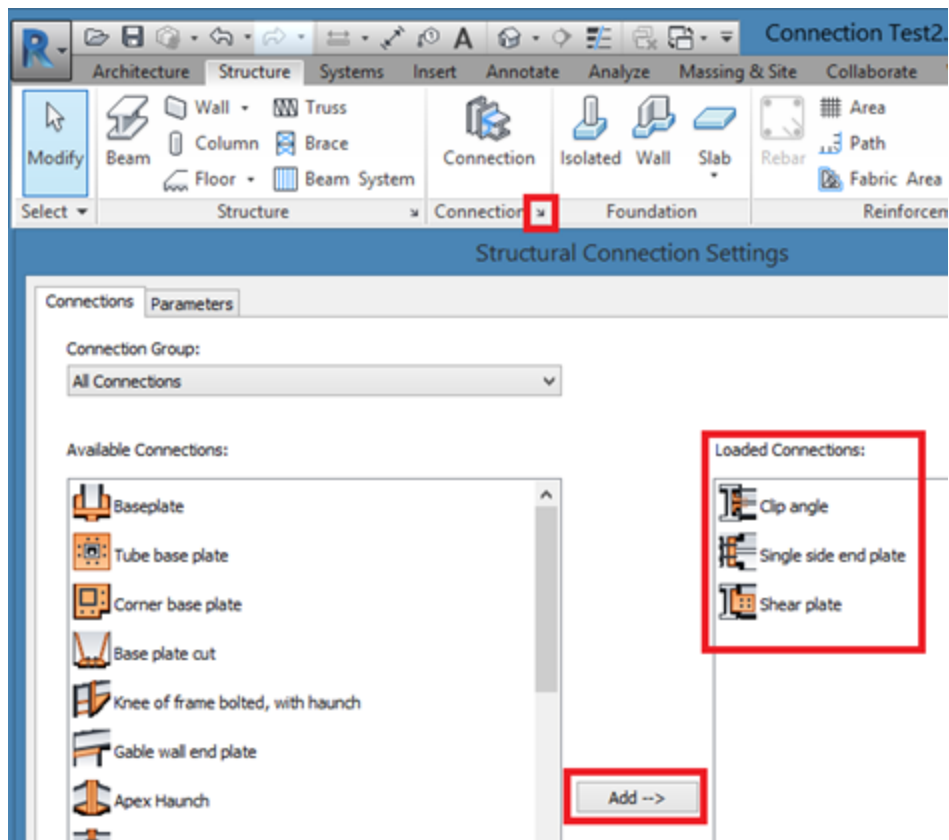 Connection Test2.
Architecture Structure Systems Insert Annotate Analyze Massing & Site Collaborate
Modify
Beam
Wall
Column
Floor
Truss
Brace
Beam System
Connection
Isolated
Wall
Slab
Rebar
Area
Path
Fabric Area
Select Structure Connection Foundation Reinforcem
Structural Connection Settings
Connections Parameters
Connection Group:
All Connections
Available Connections:
Baseplate
Tube base plate
Corner base plate
Base plate cut
Knee of frame bolted, with haunch
Gable wall end plate
Apex Haunch
Add -->
Loaded Connections:
Clip angle
Single side end plate
Shear plate